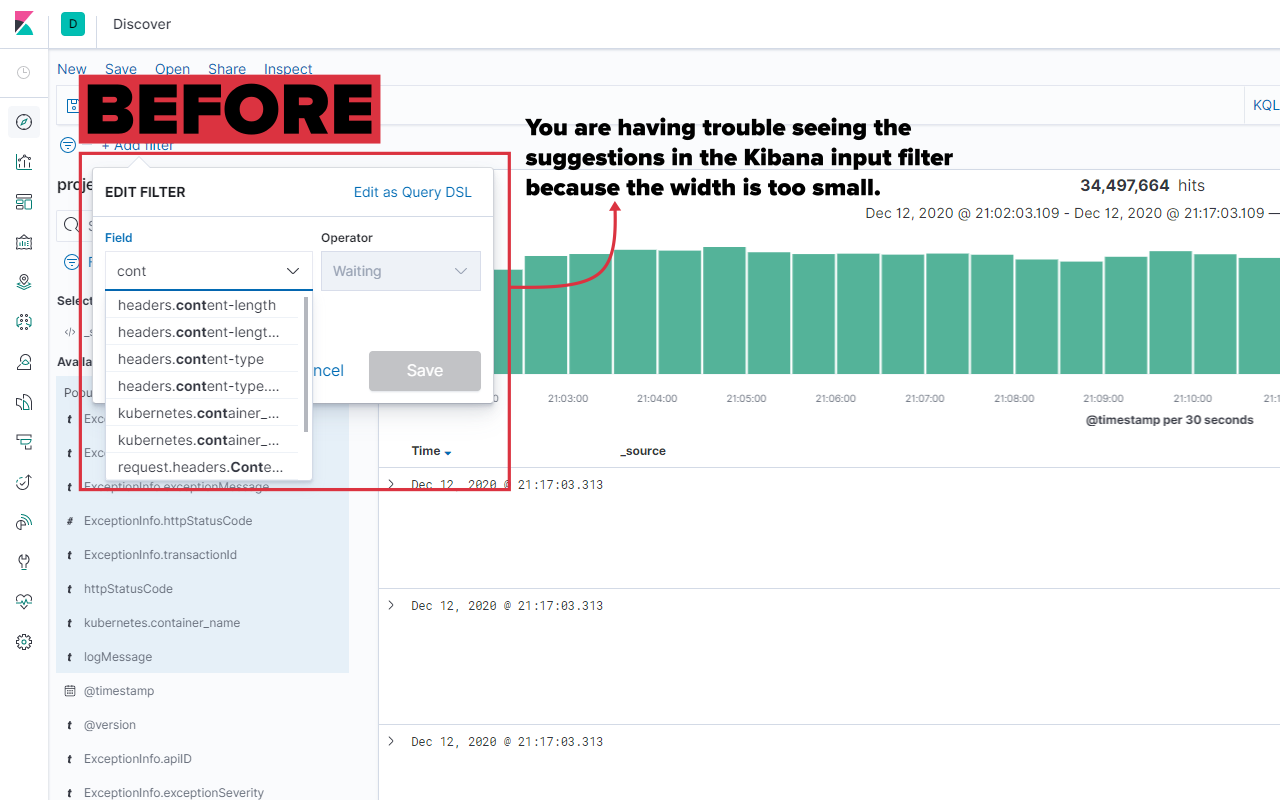 D Discover
New Save Open Share Inspect
BEFORE
KQL
+ Add filter
You are having trouble seeing the
suggestions in the Kibana input filter
because the width is too small.
proje
EDIT FILTER Edit as Query DSL
34,497,664 hits
Dec 12, 2020 @ 21:02:03.109 - Dec 12, 2020 @ 21:17:03.109 —
Field Operator
cont Waiting
headers.content-length
headers.content-lengt...
headers.content-type
headers.content-type....
kubernetes.container_...
kubernetes.container_...
request.headers.Conte...
ncel Save
Selec
Availa
Popu
21:03:00 21:04:00 21:05:00 21:06:00 21:07:00 21:08:00 21:09:00 21:10:00 21:1
@timestamp per 30 seconds
Time _source
t Exce
t Exce
t ExceptionInfo.exceptionMessage
# ExceptionInfo.httpStatusCode
t ExceptionInfo.transactionId
t httpStatusCode
t kubernetes.container_name
t logMessage
@timestamp
t @version
t ExceptionInfo.apiID
t ExceptionInfo.exceptionSeverity
Dec 12, 2020 @ 21:17:03.313
Dec 12, 2020 @ 21:17:03.313
Dec 12, 2020 @ 21:17:03.313